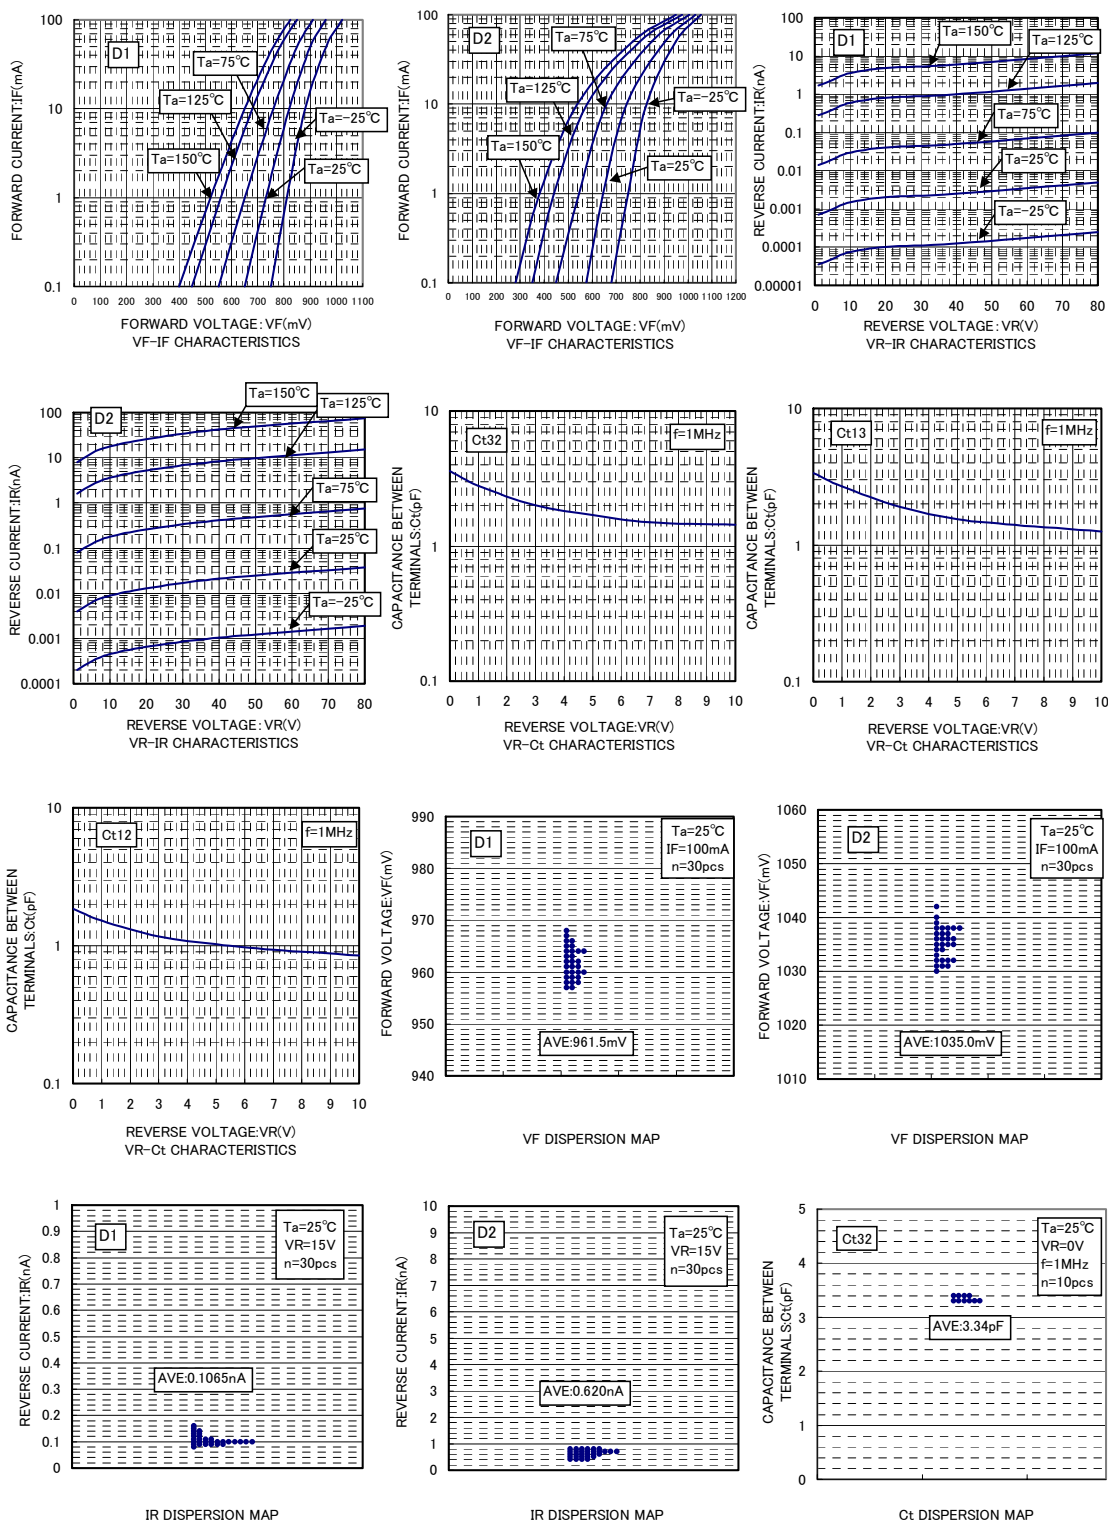 FORWARD CURRENT:IF(mA)
100
10
1
0.1
D1
Ta=75℃
Ta=125℃
Ta=-25℃
Ta=150℃
Ta=25℃
0 100 200 300 400 500 600 700 800 900 1000 1100
FORWARD VOLTAGE:VF(mV)
VF-IF CHARACTERISTICS
FORWARD CURRENT:IF(mA)
100
10
1
0.1
D2
Ta=75℃
Ta=125℃
Ta=-25℃
Ta=150℃
Ta=25℃
0 100 200 300 400 500 600 700 800 900 1000 1100 1200
FORWARD VOLTAGE:VF(mV)
VF-IF CHARACTERISTICS
REVERSE CURRENT:IR(nA)
100
10
1
0.1
0.01
0.001
0.0001
0.00001
D1
Ta=150℃
Ta=125℃
Ta=75℃
Ta=25℃
Ta=-25℃
0 10 20 30 40 50 60 70 80
REVERSE VOLTAGE:VR(V)
VR-IR CHARACTERISTICS
REVERSE CURRENT:IR(nA)
100
10
1
0.1
0.01
0.001
0.0001
D2
Ta=150℃
Ta=125℃
Ta=75℃
Ta=25℃
Ta=-25℃
0 10 20 30 40 50 60 70 80
REVERSE VOLTAGE:VR(V)
VR-IR CHARACTERISTICS
CAPACITANCE BETWEEN
TERMINALS:Ct(pF)
10
1
0.1
Ct32
f=1MHz
0 1 2 3 4 5 6 7 8 9 10
REVERSE VOLTAGE:VR(V)
VR-Ct CHARACTERISTICS
CAPACITANCE BETWEEN
TERMINALS:Ct(pF)
10
1
0.1
Ct13
f=1MHz
0 1 2 3 4 5 6 7 8 9 10
REVERSE VOLTAGE:VR(V)
VR-Ct CHARACTERISTICS
CAPACITANCE BETWEEN
TERMINALS:Ct(pF)
10
1
0.1
Ct12
f=1MHz
0 1 2 3 4 5 6 7 8 9 10
REVERSE VOLTAGE:VR(V)
VR-Ct CHARACTERISTICS
FORWARD VOLTAGE:VF(mV)
990
980
970
960
950
940
D1
Ta=25℃
IF=100mA
n=30pcs
AVE:961.5mV
VF DISPERSION MAP
FORWARD VOLTAGE:VF(mV)
1060
1050
1040
1030
1020
1010
D2
Ta=25℃
IF=100mA
n=30pcs
AVE:1035.0mV
VF DISPERSION MAP
REVERSE CURRENT:IR(nA)
1
0.9
0.8
0.7
0.6
0.5
0.4
0.3
0.2
0.1
0
D1
Ta=25℃
VR=15V
n=30pcs
AVE:0.1065nA
IR DISPERSION MAP
REVERSE CURRENT:IR(nA)
10
9
8
7
6
5
4
3
2
1
0
D2
Ta=25℃
VR=15V
n=30pcs
AVE:0.620nA
IR DISPERSION MAP
CAPACITANCE BETWEEN
TERMINALS:Ct(pF)
5
4
3
2
1
0
Ct32
Ta=25℃
VR=0V
f=1MHz
n=10pcs
AVE:3.34pF
Ct DISPERSION MAP